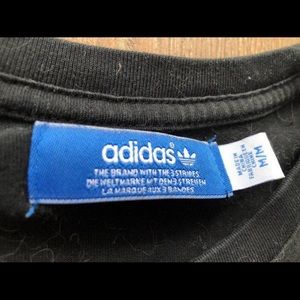 adidas
THE BRAND WITH THE 3 STRIPES
DIE WELTMARKE MIT DEN 3 STREIFEN
LA MARQUE AUX 3 BANDES
M/M